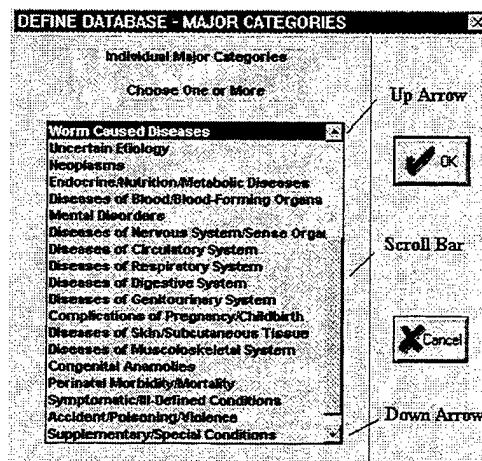 DEFINE DATABASE - MAJOR CATEGORIES
Individual Major Categories
Choose One or More
Up Arrow
Worm Caused Diseases
Uncertain Etiology
Neoplasms
Endocrine/Nutrition/Metabolic Diseases
Diseases of Blood/Blood-Forming Organs
Mental Disorders
Diseases of Nervous System/Sense Orga
Diseases of Circulatory System
Diseases of Respiratory System
Diseases of Digestive System
Diseases of Genitourinary System
Complications of Pregnancy/Childbirth
Diseases of Skin/Subcutaneous Tissue
Diseases of Muscoloskeletal System
Congenital Anamolies
Perinatal Morbidity/Mortality
Symptomatic/Ill-Defined Conditions
Accident/Poisoning/Violence
Supplementary/Special Conditions
OK
Scroll Bar
Cancel
Down Arrow